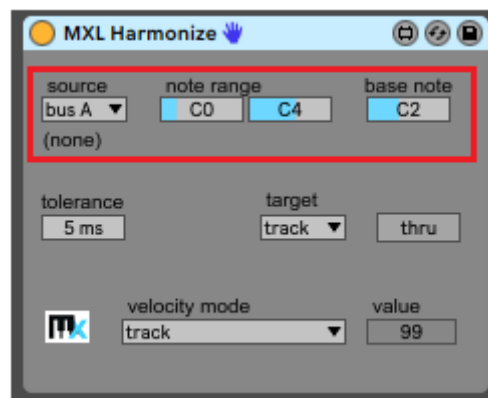 MXL Harmonize
source note range base note
bus A C0 C4 C2
(none)
tolerance target
5 ms track thru
velocity mode value
mx track 99